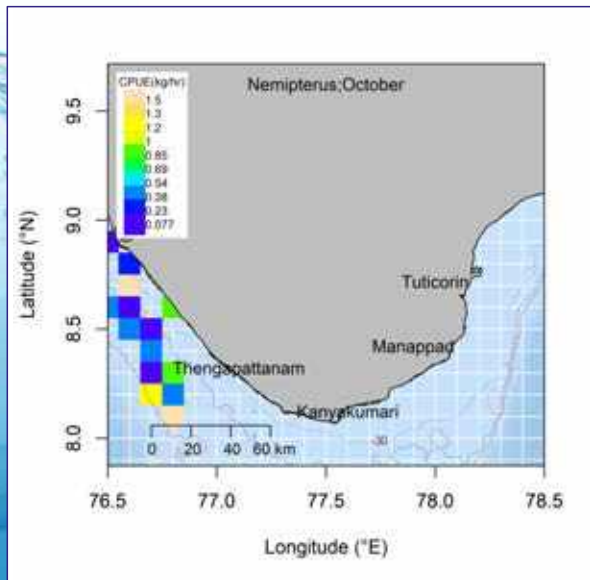 Nemipterus;October
CPUE(kg/hr)
1.5
1.3
1.2
1
0.85
0.69
0.54
0.38
0.23
0.077
Tuticorin
Manappad
Thengapattanam
Kanyakumari
-30
0 20 40 60 km
9.5
9.0
8.5
8.0
Latitude (°N)
76.5 77.0 77.5 78.0 78.5
Longitude (°E)